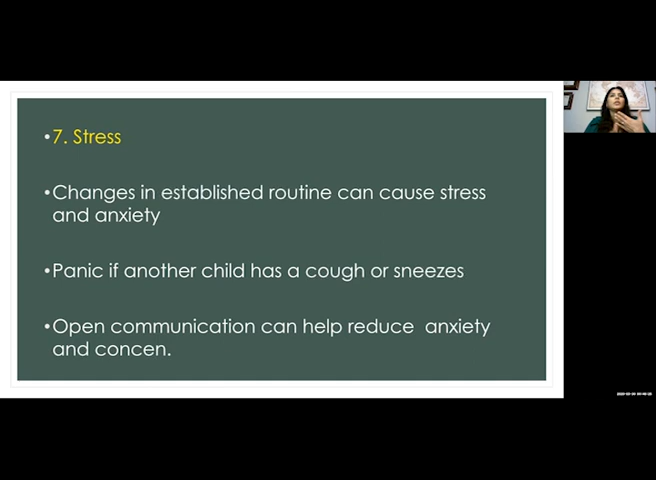 •7. Stress
•Changes in established routine can cause stress
and anxiety
•Panic if another child has a cough or sneezes
•Open communication can help reduce anxiety
and concen.